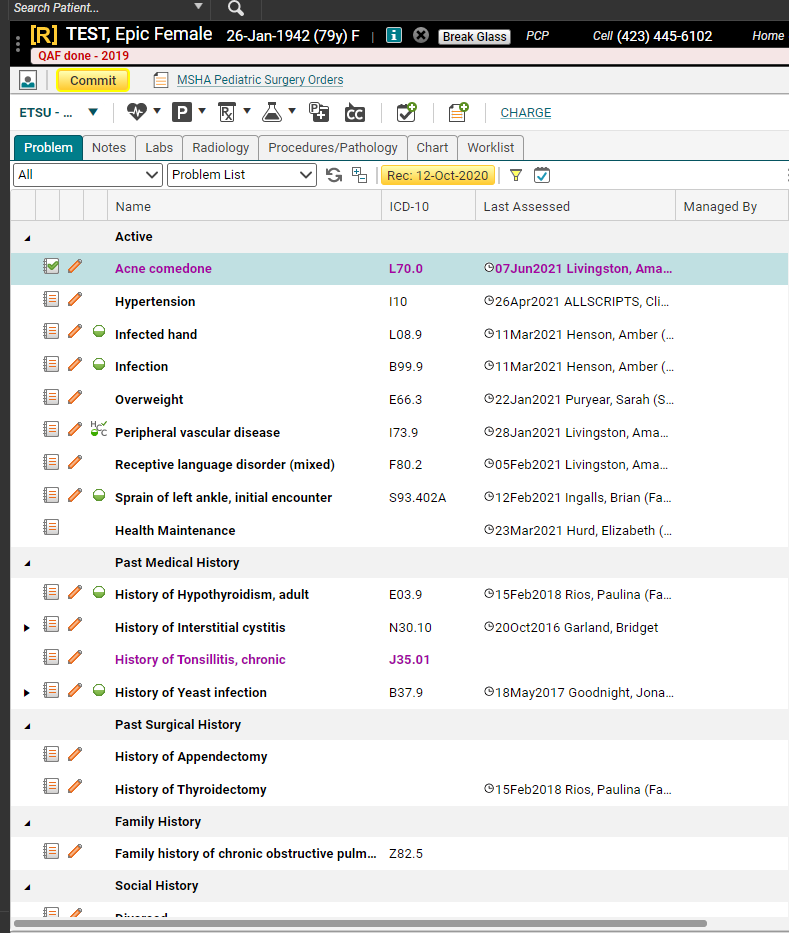 Search Patient...
[R] TEST, Epic Female 26-Jan-1942 (79y) F | i Break Glass PCP Cell (423) 445-6102 Home
QAF done - 2019
Commit MSHA Pediatric Surgery Orders
ETSU - ... P Rx P CC CHARGE
Problem Notes Labs Radiology Procedures/Pathology Chart Worklist
All Problem List Rec: 12-Oct-2020
Name ICD-10 Last Assessed Managed By
Active
Acne comedone L70.0 07Jun2021 Livingston, Ama...
Hypertension I10 26Apr2021 ALLSCRIPTS, Cli...
Infected hand L08.9 11Mar2021 Henson, Amber (...
Infection B99.9 11Mar2021 Henson, Amber (...
Overweight E66.3 22Jan2021 Puryear, Sarah (S...
HCC Peripheral vascular disease I73.9 28Jan2021 Livingston, Ama...
Receptive language disorder (mixed) F80.2 05Feb2021 Livingston, Ama...
Sprain of left ankle, initial encounter S93.402A 12Feb2021 Ingalls, Brian (Fa...
Health Maintenance 23Mar2021 Hurd, Elizabeth (...
Past Medical History
History of Hypothyroidism, adult E03.9 15Feb2018 Rios, Paulina (Fa...
History of Interstitial cystitis N30.10 20Oct2016 Garland, Bridget
History of Tonsillitis, chronic J35.01
History of Yeast infection B37.9 18May2017 Goodnight, Jona...
Past Surgical History
History of Appendectomy
History of Thyroidectomy 15Feb2018 Rios, Paulina (Fa...
Family History
Family history of chronic obstructive pulm... Z82.5
Social History
Divorced